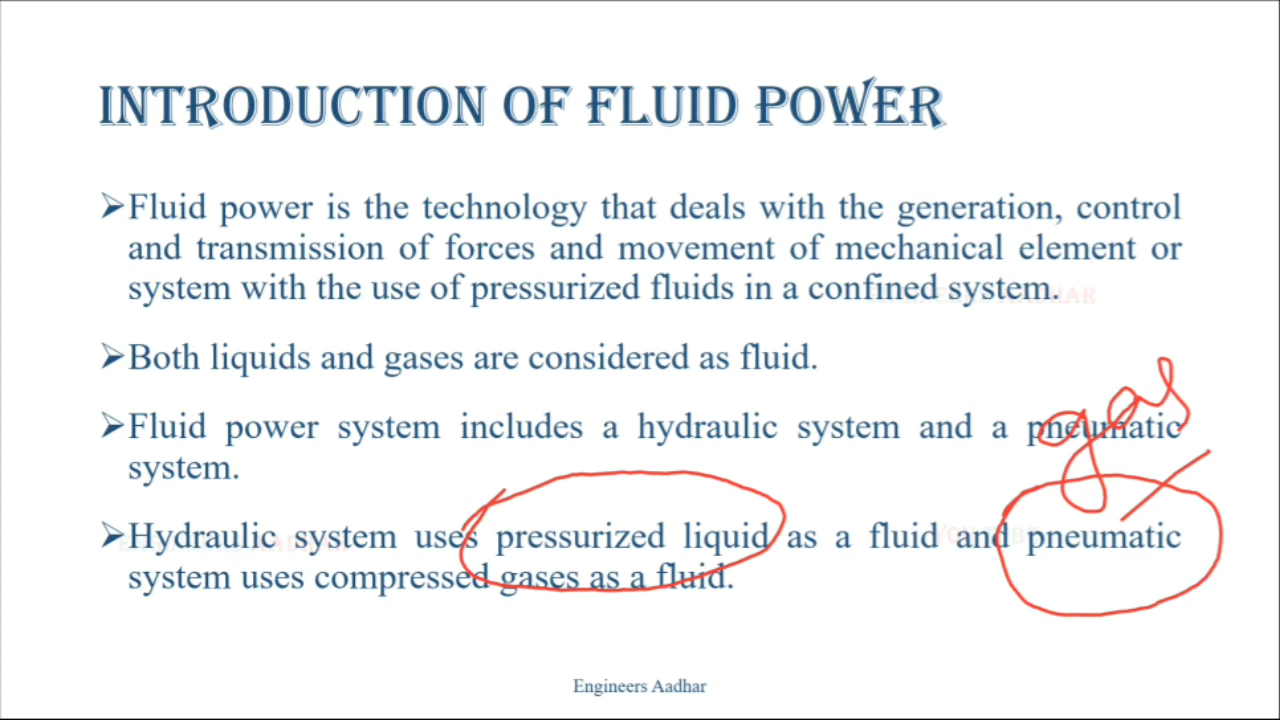 INTRODUCTION OF FLUID POWER
➢Fluid power is the technology that deals with the generation, control
and transmission of forces and movement of mechanical element or
system with the use of pressurized fluids in a confined system.
➢Both liquids and gases are considered as fluid.
gas
➢Fluid power system includes a hydraulic system and a pneumatic
system.
➢Hydraulic system uses pressurized liquid as a fluid and pneumatic
system uses compressed gases as a fluid.
Engineers Aadhar